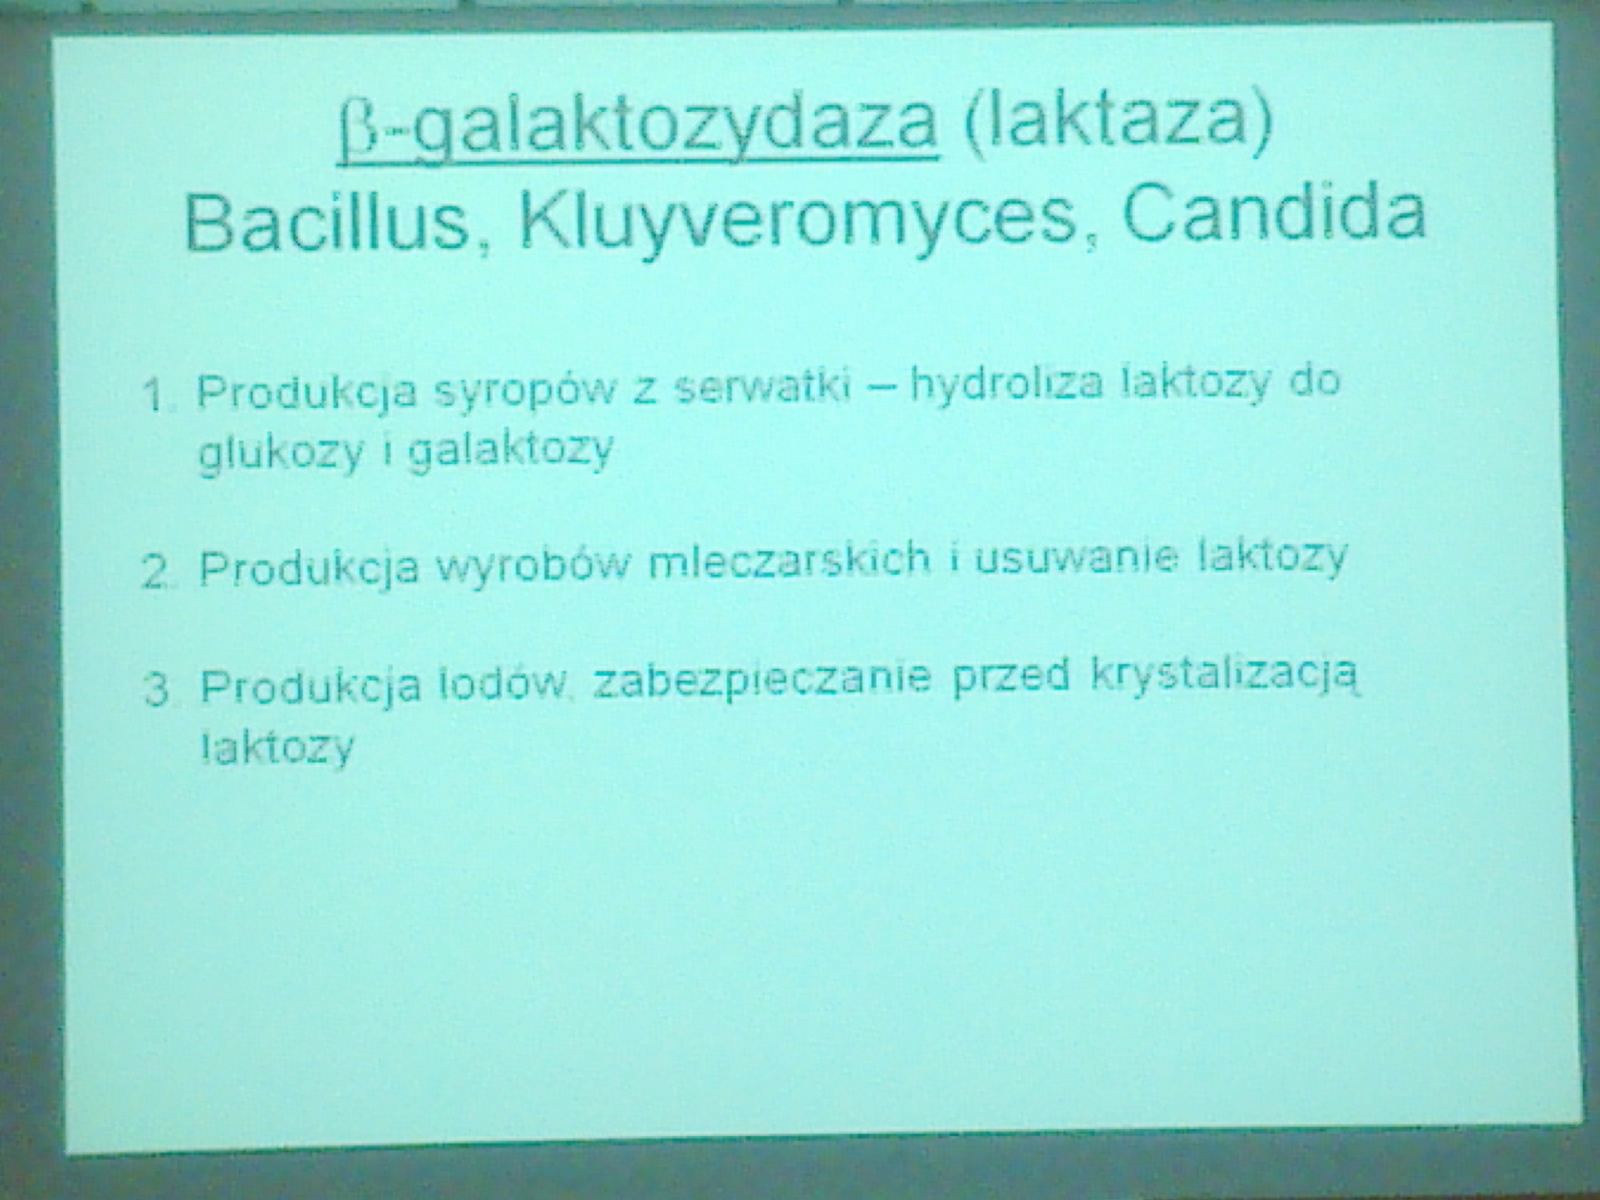 β-galaktozydaza (laktaza)
Bacillus, Kluyveromyces, Candida
1. Produkcja syropów z serwatki – hydroliza laktozy do
glukozy i galaktozy
2. Produkcja wyrobów mleczarskich i usuwanie laktozy
3. Produkcja lodów, zabezpieczanie przed krystalizacją
laktozy